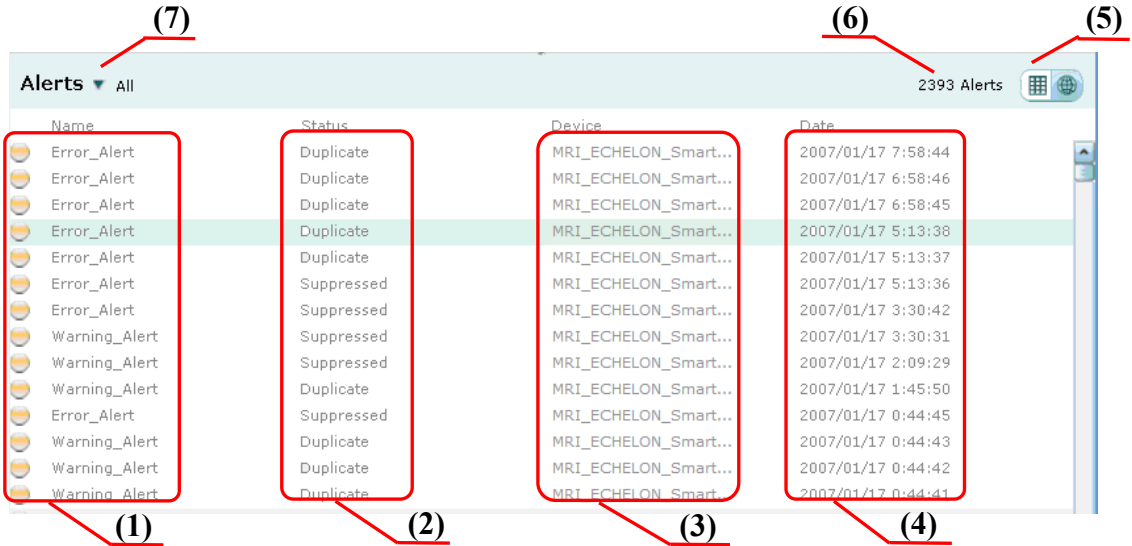 (7) (6) (5)
Alerts All 2393 Alerts
Name Status Device Date
Error_Alert Duplicate MRI_ECHELON_Smart... 2007/01/17 7:58:44
Error_Alert Duplicate MRI_ECHELON_Smart... 2007/01/17 6:58:46
Error_Alert Duplicate MRI_ECHELON_Smart... 2007/01/17 6:58:45
Error_Alert Duplicate MRI_ECHELON_Smart... 2007/01/17 5:13:38
Error_Alert Duplicate MRI_ECHELON_Smart... 2007/01/17 5:13:37
Error_Alert Suppressed MRI_ECHELON_Smart... 2007/01/17 5:13:36
Error_Alert Suppressed MRI_ECHELON_Smart... 2007/01/17 3:30:42
Warning_Alert Suppressed MRI_ECHELON_Smart... 2007/01/17 3:30:31
Warning_Alert Suppressed MRI_ECHELON_Smart... 2007/01/17 2:09:29
Warning_Alert Duplicate MRI_ECHELON_Smart... 2007/01/17 1:45:50
Error_Alert Suppressed MRI_ECHELON_Smart... 2007/01/17 0:44:45
Warning_Alert Duplicate MRI_ECHELON_Smart... 2007/01/17 0:44:43
Warning_Alert Duplicate MRI_ECHELON_Smart... 2007/01/17 0:44:42
Warning_Alert Duplicate MRI_ECHELON_Smart... 2007/01/17 0:44:41
(1) (2) (3) (4)